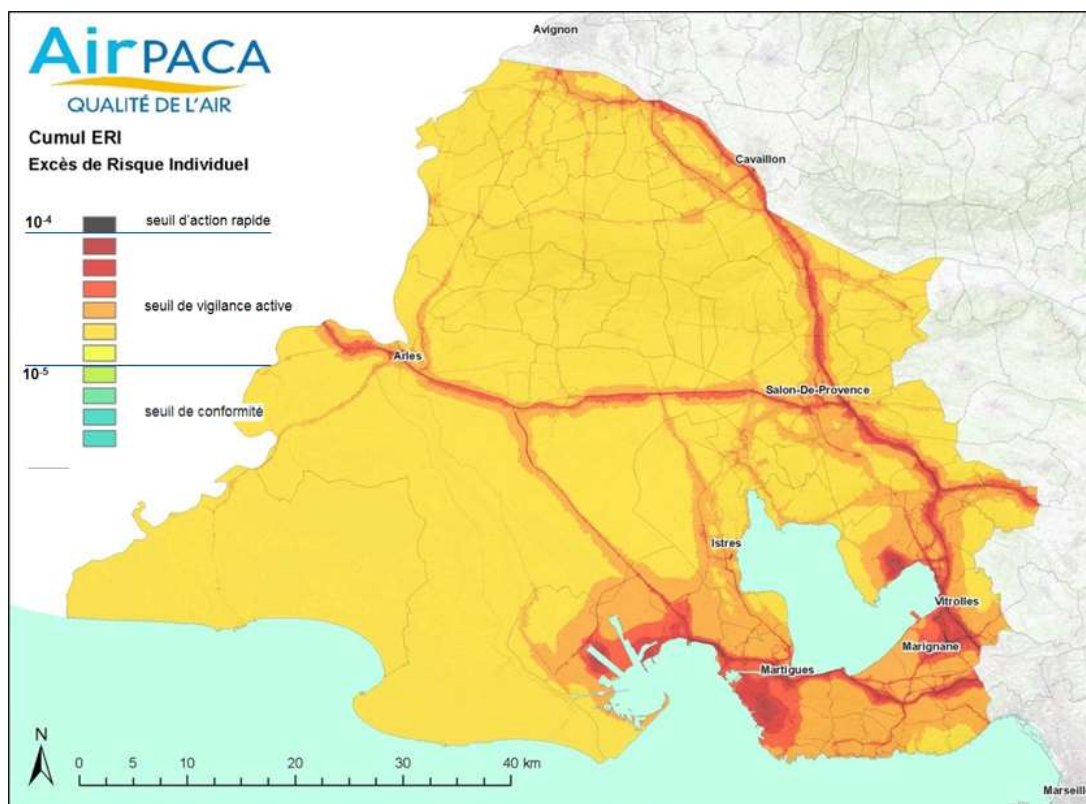 Avignon
AirPACA
QUALITÉ DE L'AIR
Cumul ERI
Excès de Risque Individuel
10-4
seuil d'action rapide
seuil de vigilance active
10-5
seuil de conformité
Cavaillon
Arles
Salon-De-Provence
Istres
Vitrolles
Marignane
Martigues
N
0 5 10 20 30 40 km
Marseille